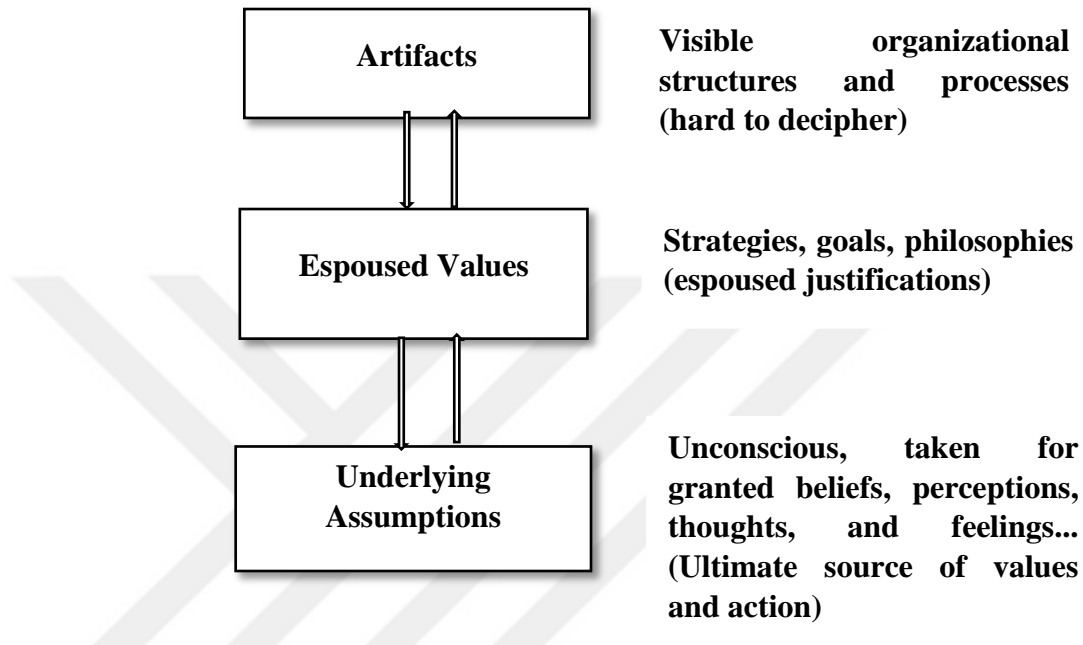 Artifacts
Visible organizational
structures and processes
(hard to decipher)
Espoused Values
Strategies, goals, philosophies
(espoused justifications)
Underlying
Assumptions
Unconscious, taken for
granted beliefs, perceptions,
thoughts, and feelings...
(Ultimate source of values
and action)